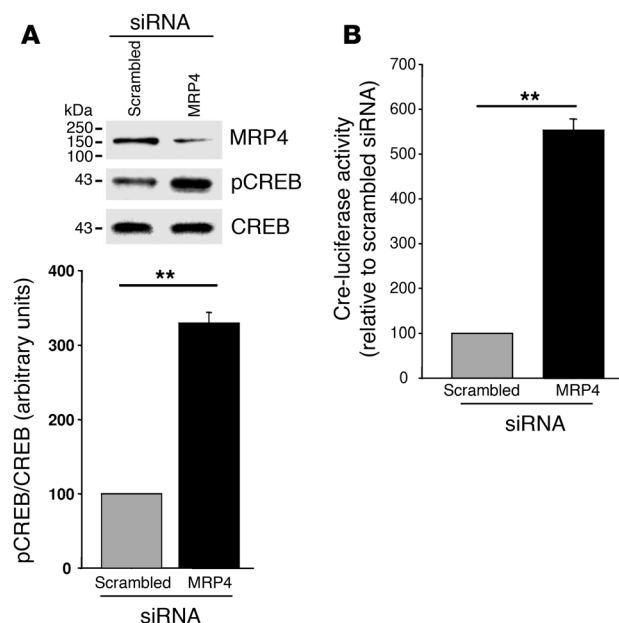 A
siRNA
Scrambled
MRP4
kDa
250
150
100
MRP4
43
pCREB
43
CREB
pCREB/CREB (arbitrary units)
400
300
200
100
0
**
Scrambled
MRP4
siRNA
B
Cre-luciferase activity
(relative to scrambled siRNA)
700
600
500
400
300
200
100
0
**
Scrambled
MRP4
siRNA